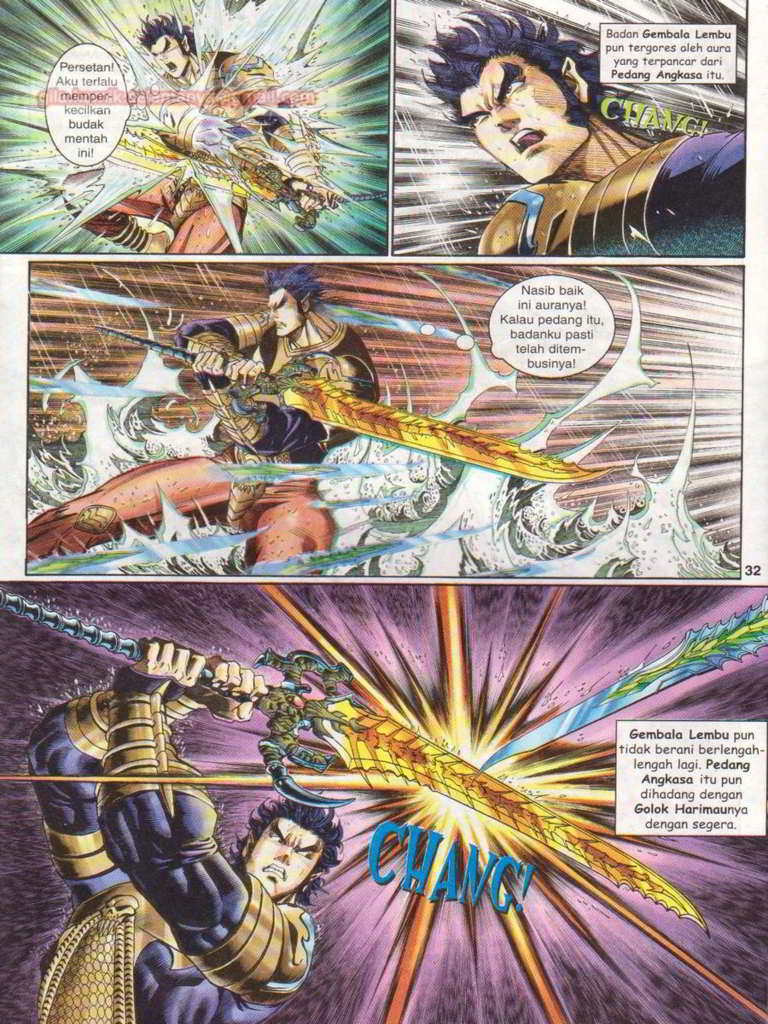 Persetan!
Aku terlalu
memper-
kecilkan
budak
mentah
ini!
Badan Gembala Lembu
pun tergores oleh aura
yang terpancar dari
Pedang Angkasa itu.
CHANG!
Nasib baik
ini auranya!
Kalau pedang itu,
badanku pasti
telah ditem-
businya!
32
Gembala Lembu pun
tidak berani berlengah-
lengah lagi. Pedang
Angkasa itu pun
dihadang dengan
Golok Harimaunya
dengan segera.
CHANG!